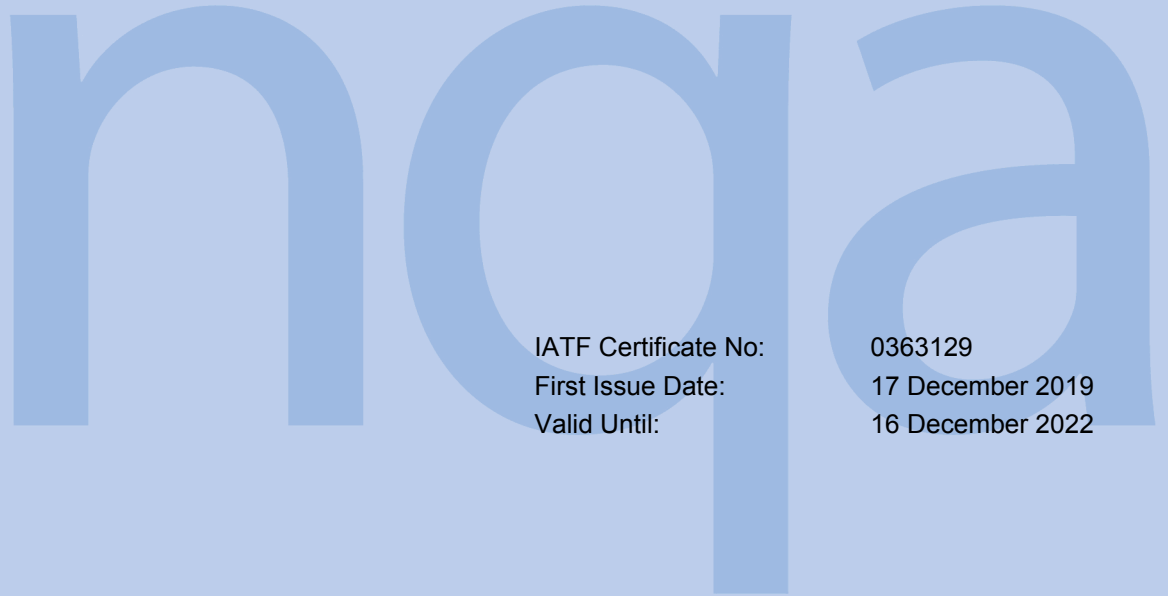 nqa
IATF Certificate No: 0363129
First Issue Date: 17 December 2019
Valid Until: 16 December 2022